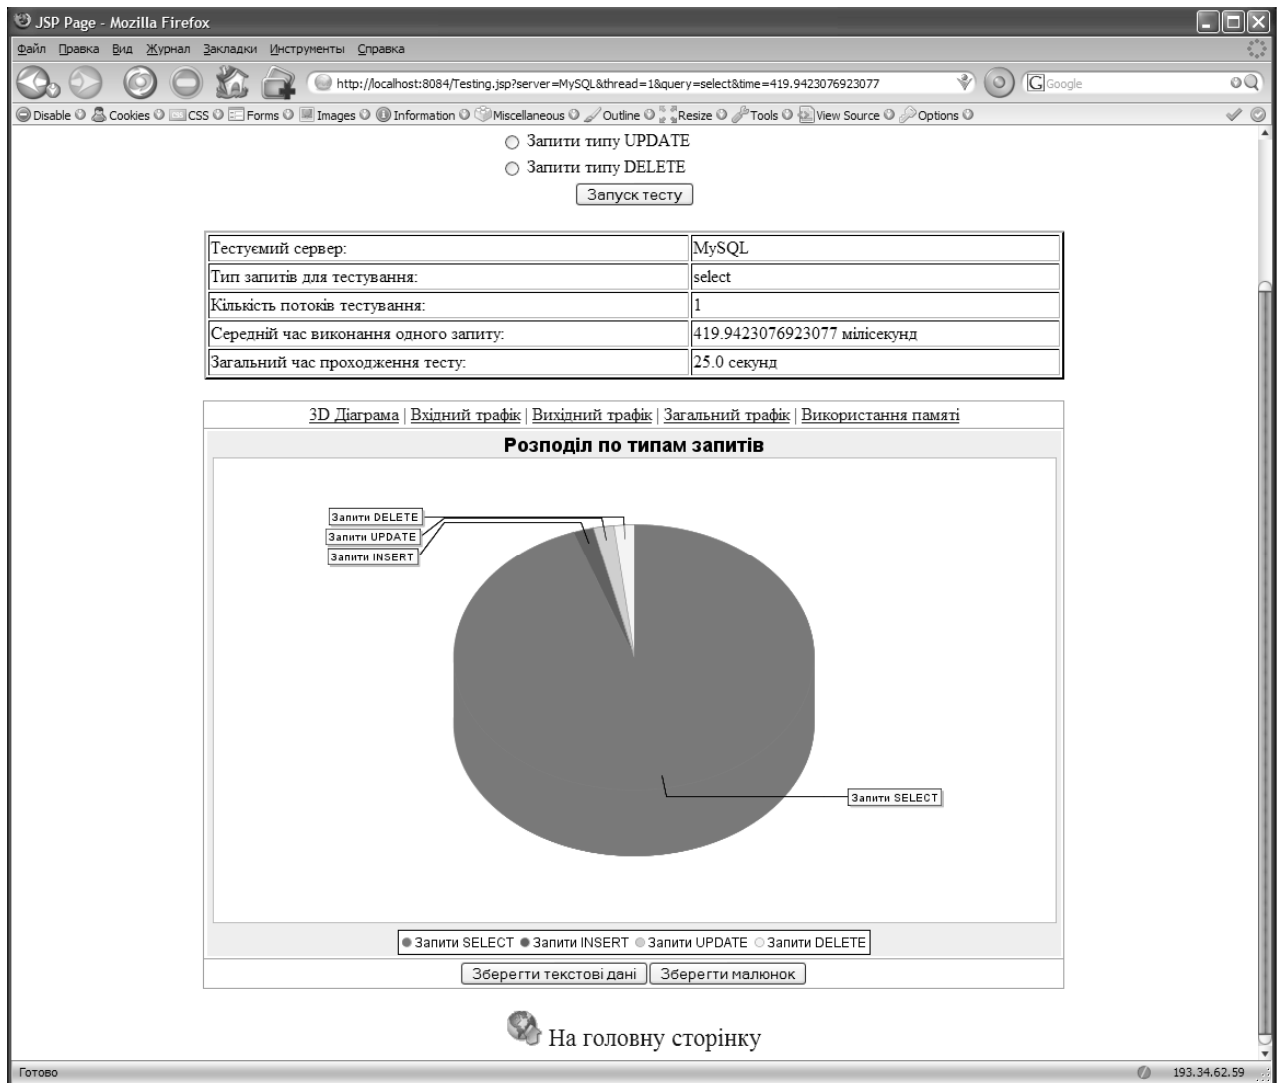 JSP Page - Mozilla Firefox
Файл Правка Вид Журнал Закладки Инструменты Справка
http://localhost:8084/Testing.jsp?server=MySQL&thread=1&query=select&time=419.9423076923077
G Google
Disable Cookies CSS Forms Images Information Miscellaneous Outline Resize Tools View Source Options
Запити типу UPDATE
Запити типу DELETE
Запуск тесту
Тестуємий сервер: MySQL
Тип запитів для тестування: select
Кількість потоків тестування: 1
Середній час виконання одного запиту: 419.9423076923077 мілісекунд
Загальний час проходження тесту: 25.0 секунд
3D Діаграма | Вхідний трафік | Вихідний трафік | Загальний трафік | Використання памяті
Розподіл по типам запитів
Запити DELETE
Запити UPDATE
Запити INSERT
Запити SELECT
Запити SELECT Запити INSERT Запити UPDATE Запити DELETE
Зберегти текстові дані Зберегти малюнок
На головну сторінку
Готово 193.34.62.59